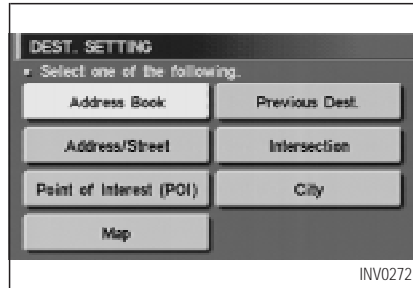 DEST. SETTING
Select one of the following.
Address Book
Previous Dest.
Address/Street
Intersection
Point of Interest (POI)
City
Map
INV0272